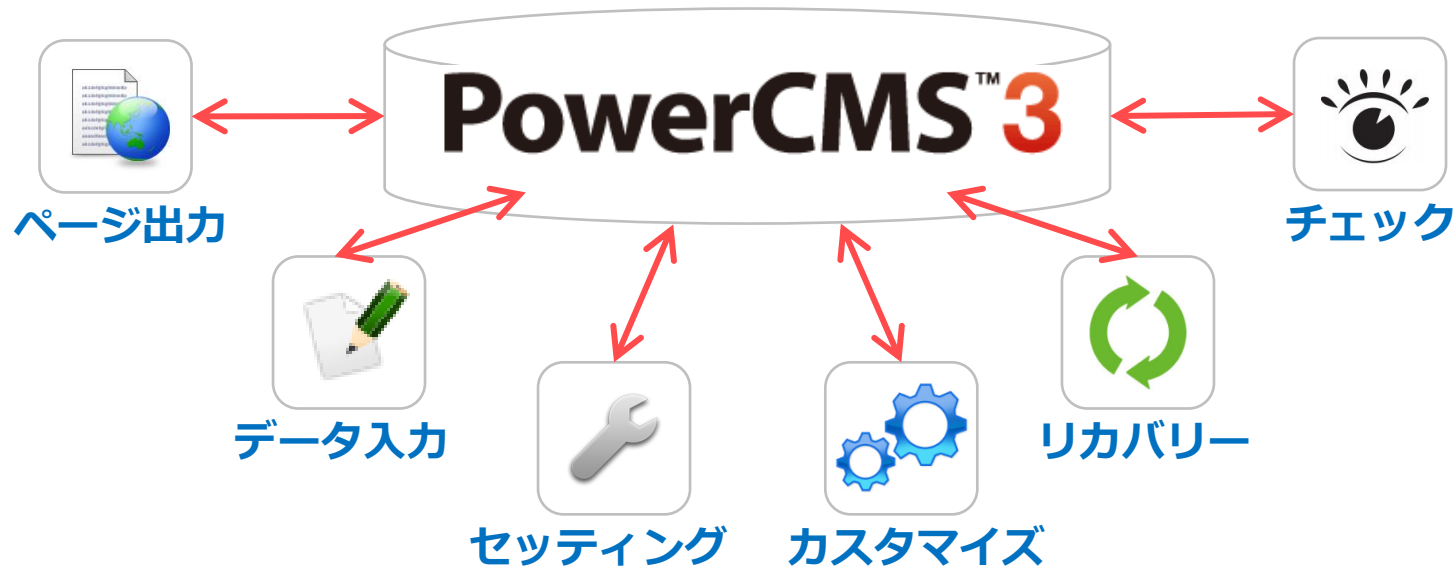 PowerCMS™3
ページ出力
チェック
データ入力
リカバリー
セッティング
カスタマイズ